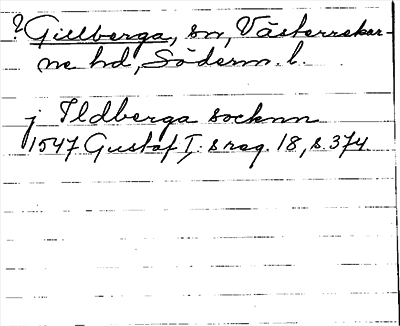 ? Gillberga, sn, Västerrekar-
ne hd, Söderm. l.
j Ildberga socknn
1547 Gustaf I:s reg. 18, s. 374